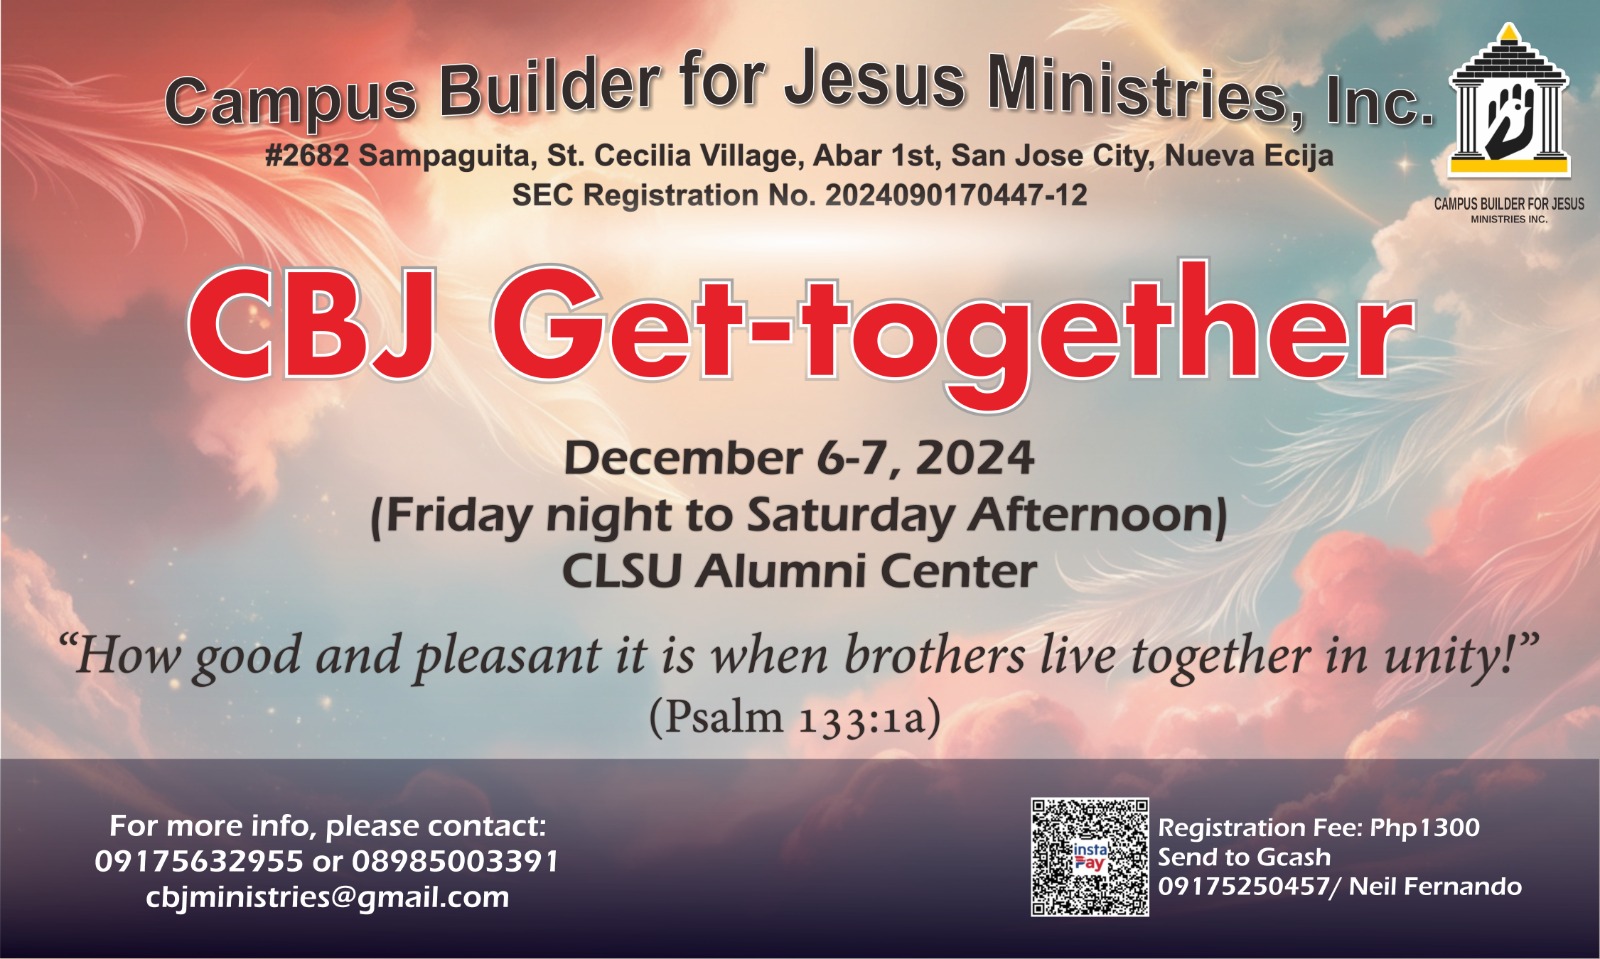 Campus Builder for Jesus Ministries, Inc.
#2682 Sampaguita, St. Cecilia Village, Abar 1st, San Jose City, Nueva Ecija
SEC Registration No. 2024090170447-12
CAMPUS BUILDER FOR JESUS
MINISTRIES INC.
CBJ Get-together
December 6-7, 2024
(Friday night to Saturday Afternoon)
CLSU Alumni Center
“How good and pleasant it is when brothers live together in unity!”
(Psalm 133:1a)
For more info, please contact:
09175632955 or 08985003391
cbjministries@gmail.com
insta
Pay
Registration Fee: Php1300
Send to Gcash
09175250457/ Neil Fernando